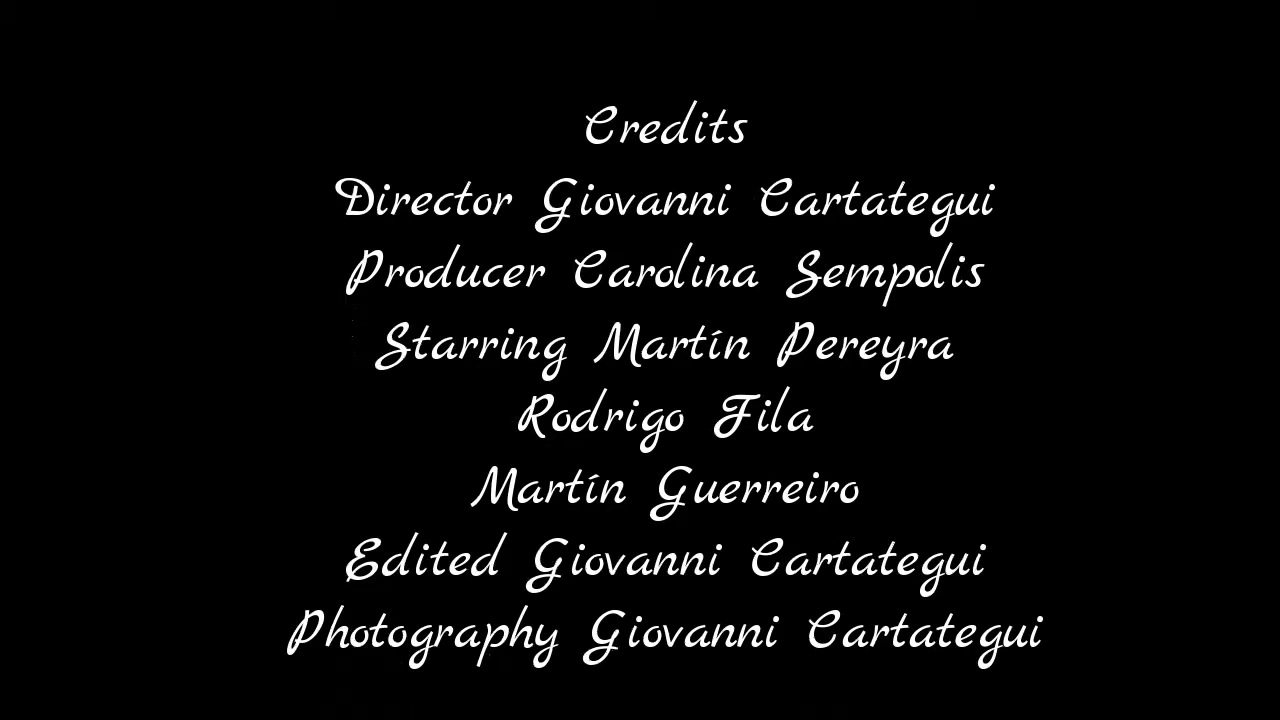 Credits
Director Giovanni Cartategui
Producer Carolina Sempolis
Starring Martín Pereyra
Rodrigo Fila
Martín Guerreiro
Edited Giovanni Cartategui
Photography Giovanni Cartategui